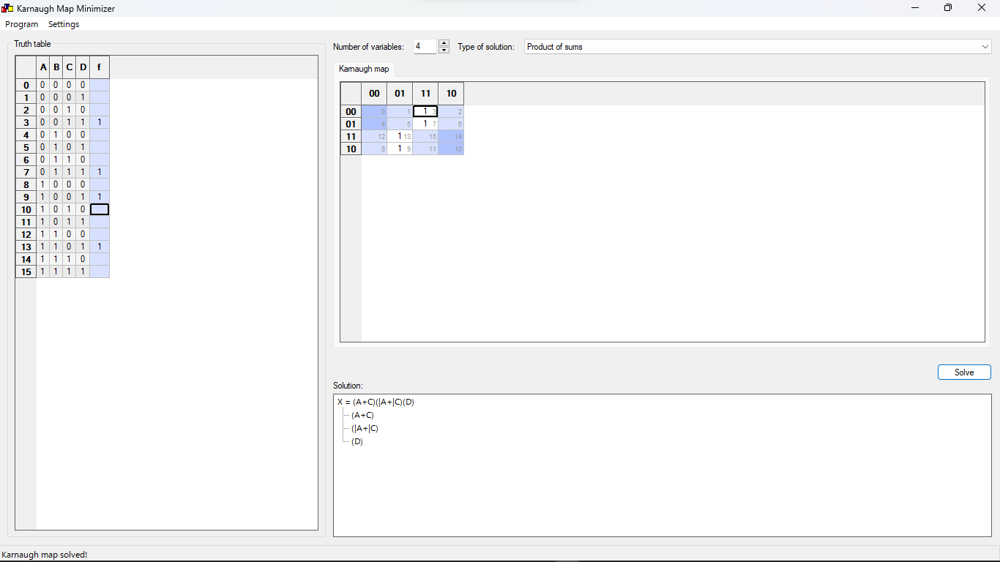 Karnaugh Map Minimizer
Program Settings
Truth table
A B C D f
0 0 0 0 0
1 0 0 0 1
2 0 0 1 0
3 0 0 1 1 1
4 0 1 0 0
5 0 1 0 1
6 0 1 1 0
7 0 1 1 1 1
8 1 0 0 0
9 1 0 0 1 1
10 1 0 1 0
11 1 0 1 1
12 1 1 0 0
13 1 1 0 1 1
14 1 1 1 0
15 1 1 1 1
Number of variables: 4 Type of solution: Product of sums
Karnaugh map
00 01 11 10
00 0 1 1 3 2
01 4 5 1 7 6
11 12 1 13 15 14
10 8 1 9 11 10
Solve
Solution:
X = (A+C)(|A+|C)(D)
(A+C)
(|A+|C)
(D)
Karnaugh map solved!